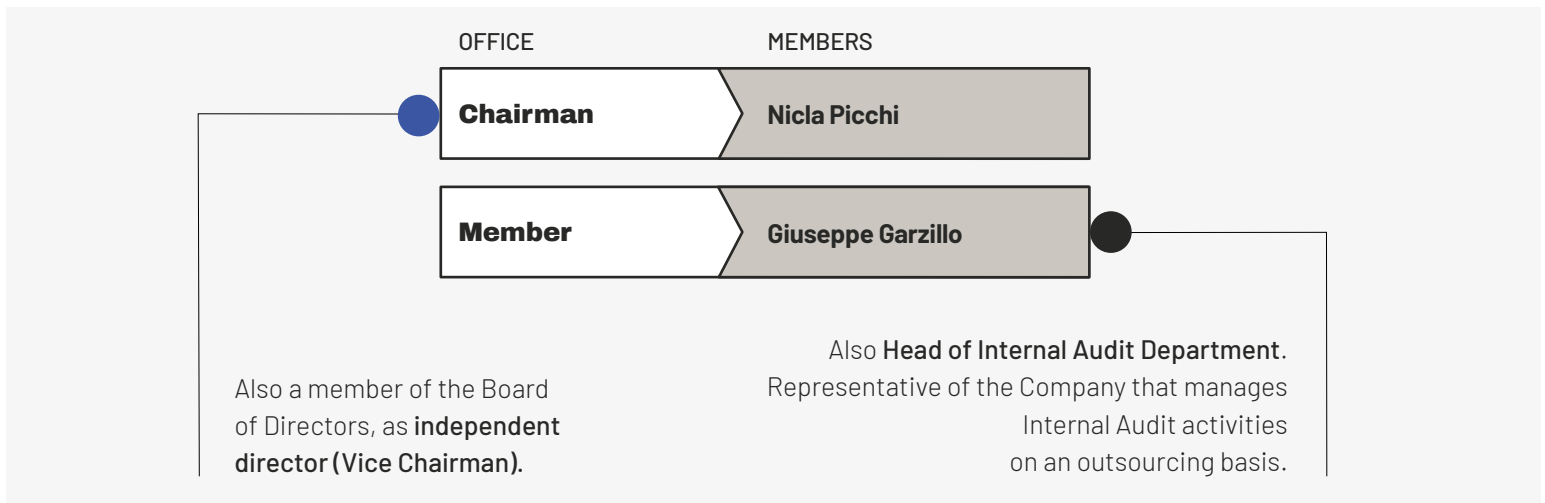 OFFICE
MEMBERS
Chairman
Nicla Picchi
Member
Giuseppe Garzillo
Also a member of the Board
of Directors, as independent
director (Vice Chairman).
Also Head of Internal Audit Department.
Representative of the Company that manages
Internal Audit activities
on an outsourcing basis.